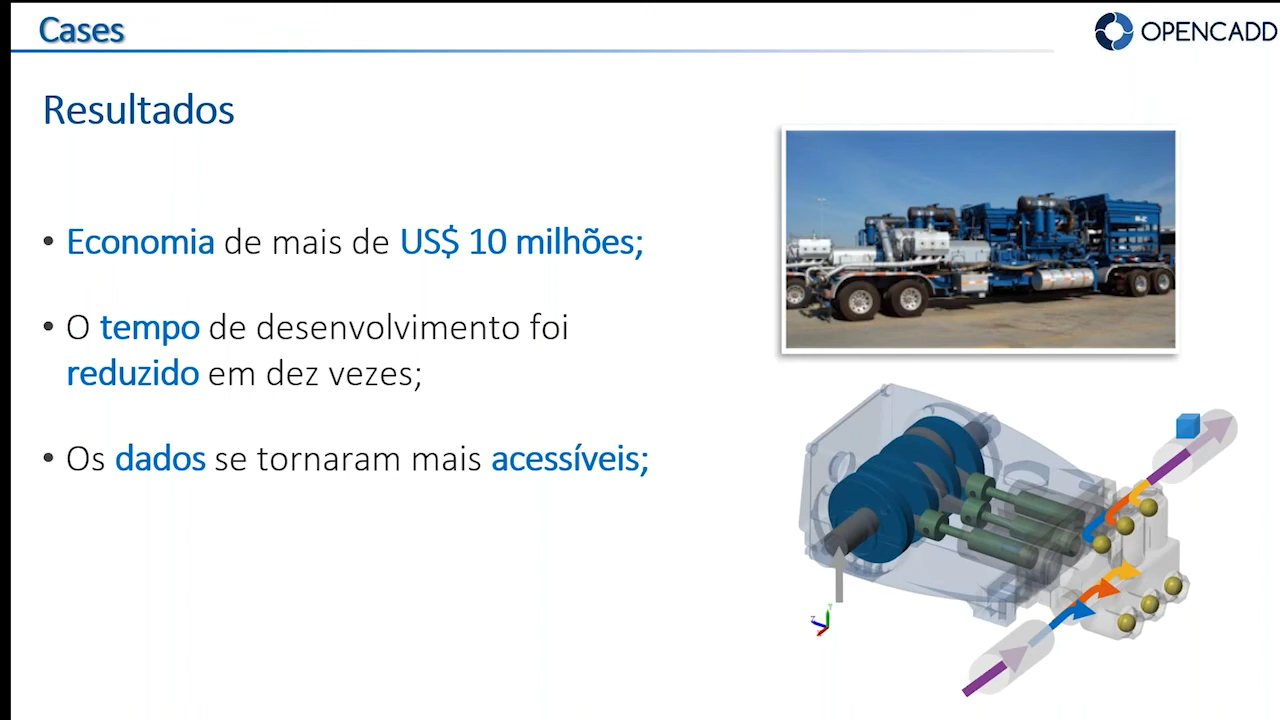 Cases
OPENCADD
Resultados
• Economia de mais de US$ 10 milhões;
• O tempo de desenvolvimento foi
reduzido em dez vezes;
• Os dados se tornaram mais acessíveis;